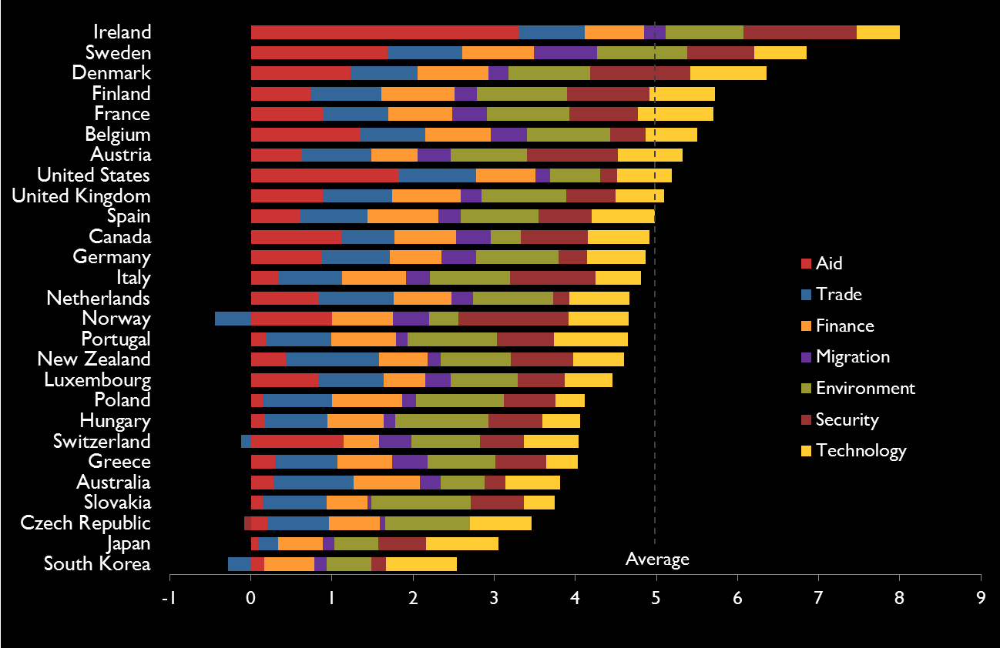 Ireland
Sweden
Denmark
Finland
France
Belgium
Austria
United States
United Kingdom
Spain
Canada
Germany
Italy
Netherlands
Norway
Portugal
New Zealand
Luxembourg
Poland
Hungary
Switzerland
Greece
Australia
Slovakia
Czech Republic
Japan
South Korea
Aid
Trade
Finance
Migration
Environment
Security
Technology
Average
-1 0 1 2 3 4 5 6 7 8 9